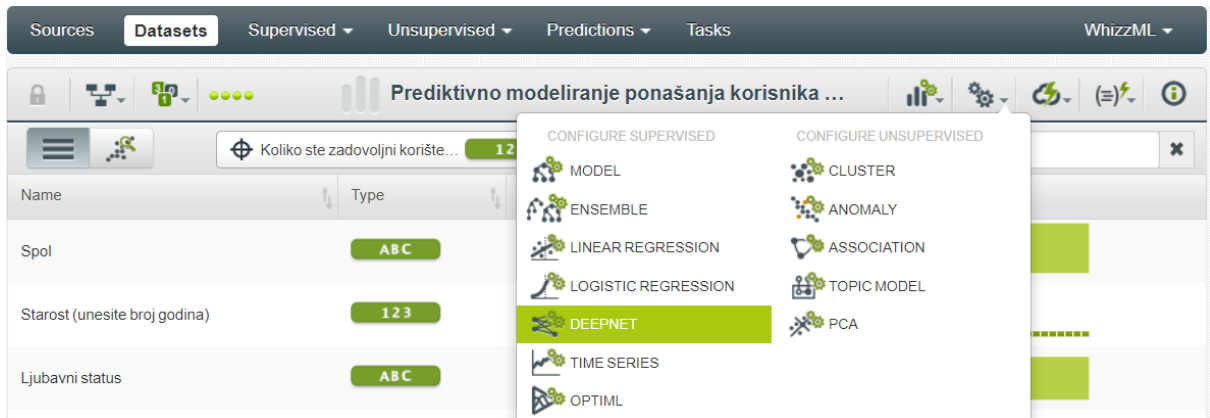 Sources Datasets Supervised Unsupervised Predictions Tasks WhizzML
Prediktivno modeliranje ponašanja korisnika ...
Koliko ste zadovoljni korište... 12
Name Type
CONFIGURE SUPERVISED
MODEL
ENSEMBLE
LINEAR REGRESSION
LOGISTIC REGRESSION
DEEPNET
TIME SERIES
OPTIML
CONFIGURE UNSUPERVISED
CLUSTER
ANOMALY
ASSOCIATION
TOPIC MODEL
PCA
Spol ABC
Starost (unesite broj godina) 123
Ljubavni status ABC